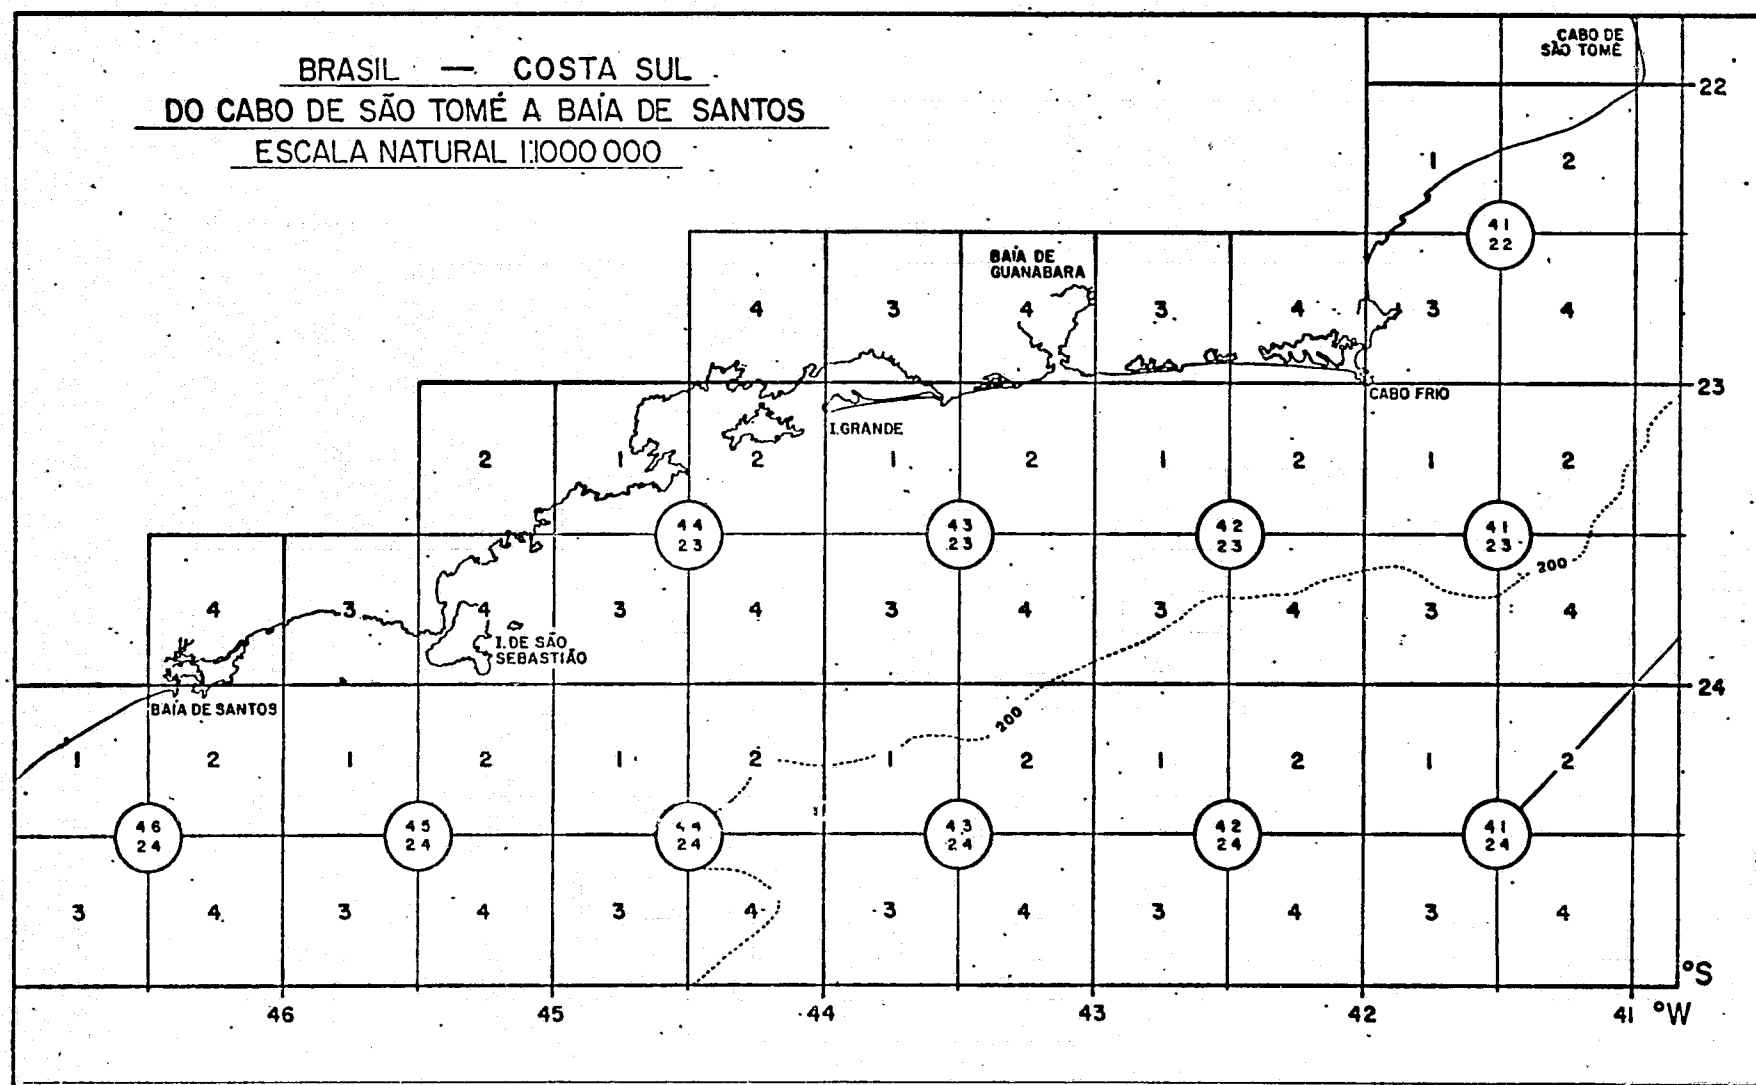 BRASIL — COSTA SUL
DO CABO DE SÃO TOMÉ A BAÍA DE SANTOS
ESCALA NATURAL 1:1000 000
CABO DE
SÃO TOMÉ
22
1 2
41
22
BAÍA DE
GUANABARA
4 3 4 3 4 3 4
23
CABO FRIO
I. GRANDE
2 1 2 1 2 1 2 1 2
44 43 42 41
23 23 23 23
200
4 3 4 3 4 3 4 3 4 3 4
I. DE SÃO
SEBASTIÃO
24
BAÍA DE SANTOS
200
1 2 1 2 1 2 1 2 1 2 1 2
46 45 44 43 42 41
24 24 24 24 24 24
3 4 3 4 3 4 3 4 3 4 3 4
°S
46 45 44 43 42 41 °W